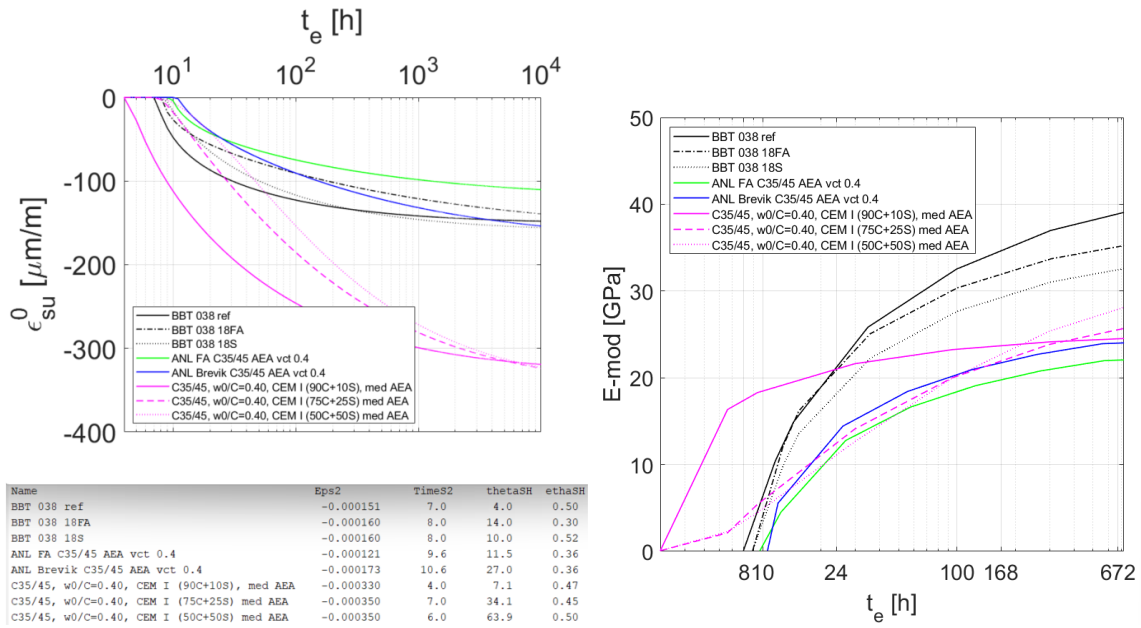 t_e [h]
10^1 10^2 10^3 10^4
0
-100
-200
-300
-400
ϵ^0_su [µm/m]
BBT 038 ref
BBT 038 18FA
BBT 038 18S
ANL FA C35/45 AEA vct 0.4
ANL Brevik C35/45 AEA vct 0.4
C35/45, w0/C=0.40, CEM I (90C+10S), med AEA
C35/45, w0/C=0.40, CEM I (75C+25S) med AEA
C35/45, w0/C=0.40, CEM I (50C+50S) med AEA
50
40
30
20
10
0
E-mod [GPa]
BBT 038 ref
BBT 038 18FA
BBT 038 18S
ANL FA C35/45 AEA vct 0.4
ANL Brevik C35/45 AEA vct 0.4
C35/45, w0/C=0.40, CEM I (90C+10S), med AEA
C35/45, w0/C=0.40, CEM I (75C+25S) med AEA
C35/45, w0/C=0.40, CEM I (50C+50S) med AEA
8 10 24 100 168 672
t_e [h]
Name Eps2 TimeS2 thetaSH ethaSH
BBT 038 ref -0.000151 7.0 4.0 0.50
BBT 038 18FA -0.000160 8.0 14.0 0.30
BBT 038 18S -0.000160 8.0 10.0 0.52
ANL FA C35/45 AEA vct 0.4 -0.000121 9.6 11.5 0.36
ANL Brevik C35/45 AEA vct 0.4 -0.000173 10.6 27.0 0.36
C35/45, w0/C=0.40, CEM I (90C+10S), med AEA -0.000330 4.0 7.1 0.47
C35/45, w0/C=0.40, CEM I (75C+25S) med AEA -0.000350 7.0 34.1 0.45
C35/45, w0/C=0.40, CEM I (50C+50S) med AEA -0.000350 6.0 63.9 0.50